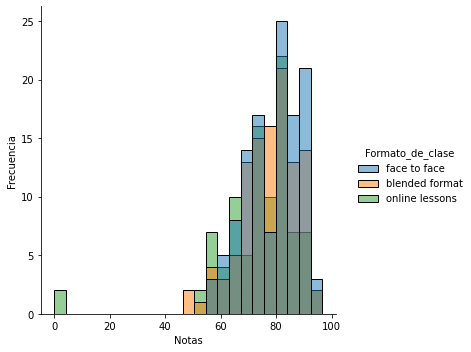 25
20
15
10
5
0
Frecuencia
0 20 40 60 80 100
Notas
Formato_de_clase
face to face
blended format
online lessons